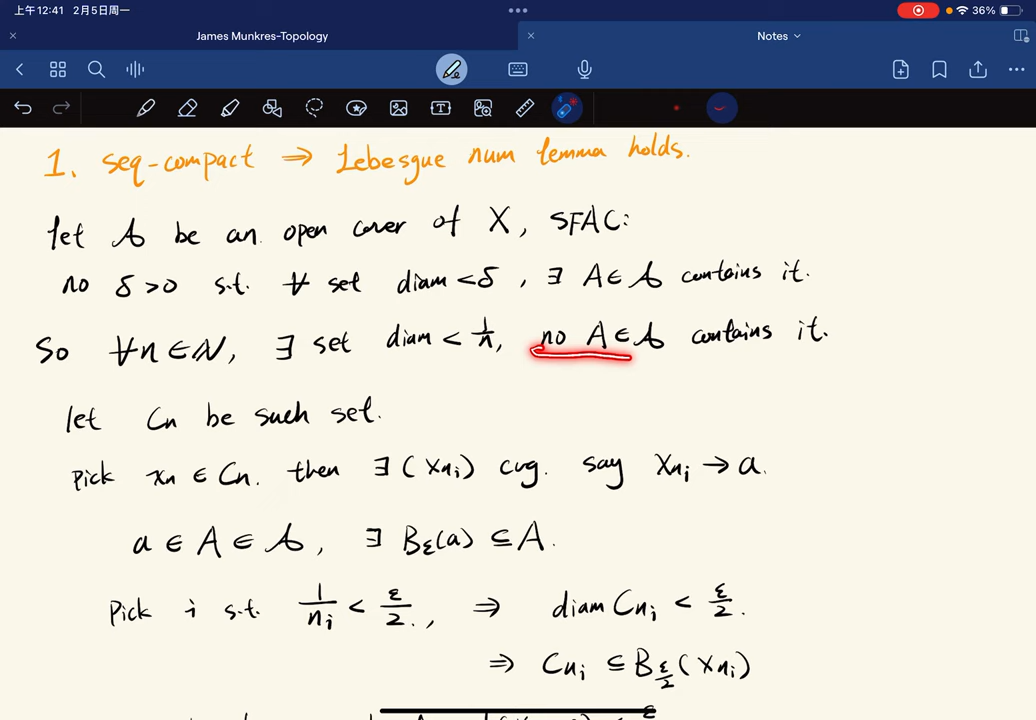 上午12:41 2月5日周一
36%
James Munkres-Topology
Notes
1. seq-compact ⇒ Lebesgue num lemma holds.
let 𝒜 be an open cover of X, SFAC:
no δ>0 s.t. ∀ set diam<δ, ∃ A∈𝒜 contains it.
So ∀n∈ℕ, ∃ set diam < 1/n, no A∈𝒜 contains it.
let Cn be such set.
Pick xn ∈ Cn. then ∃(Xni) cvg. say Xni → a.
a ∈ A ∈ 𝒜, ∃ Bε(a) ⊆ A.
Pick i s.t. 1/ni < ε/2, ⇒ diam Cni < ε/2.
⇒ Cni ⊆ Bε/2(Xni)